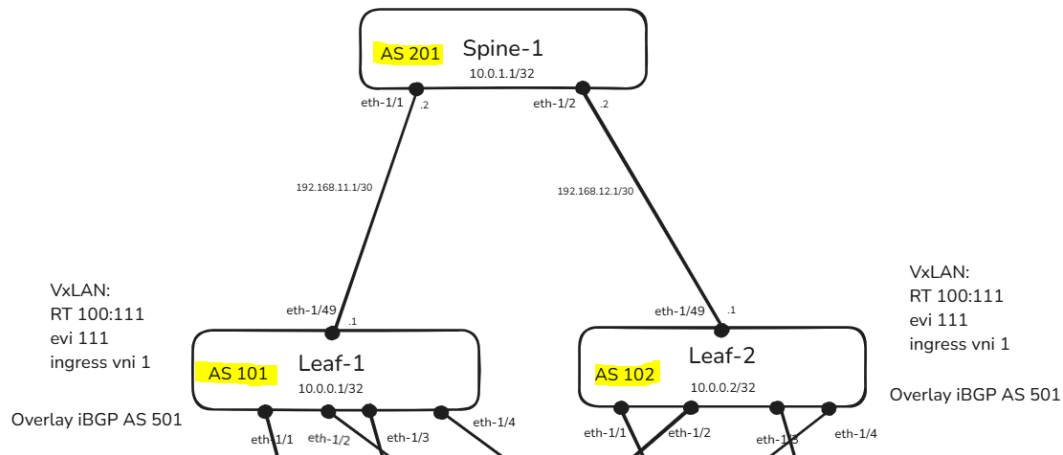 AS 201
Spine-1
10.0.1.1/32
eth-1/1
.2
eth-1/2
.2
192.168.11.1/30
192.168.12.1/30
VxLAN:
RT 100:111
evi 111
ingress vni 1
Overlay iBGP AS 501
eth-1/49
.1
AS 101
Leaf-1
10.0.0.1/32
eth-1/1
eth-1/2
eth-1/3
eth-1/4
eth-1/49
.1
AS 102
Leaf-2
10.0.0.2/32
eth-1/1
eth-1/2
eth-1/3
eth-1/4
VxLAN:
RT 100:111
evi 111
ingress vni 1
Overlay iBGP AS 501